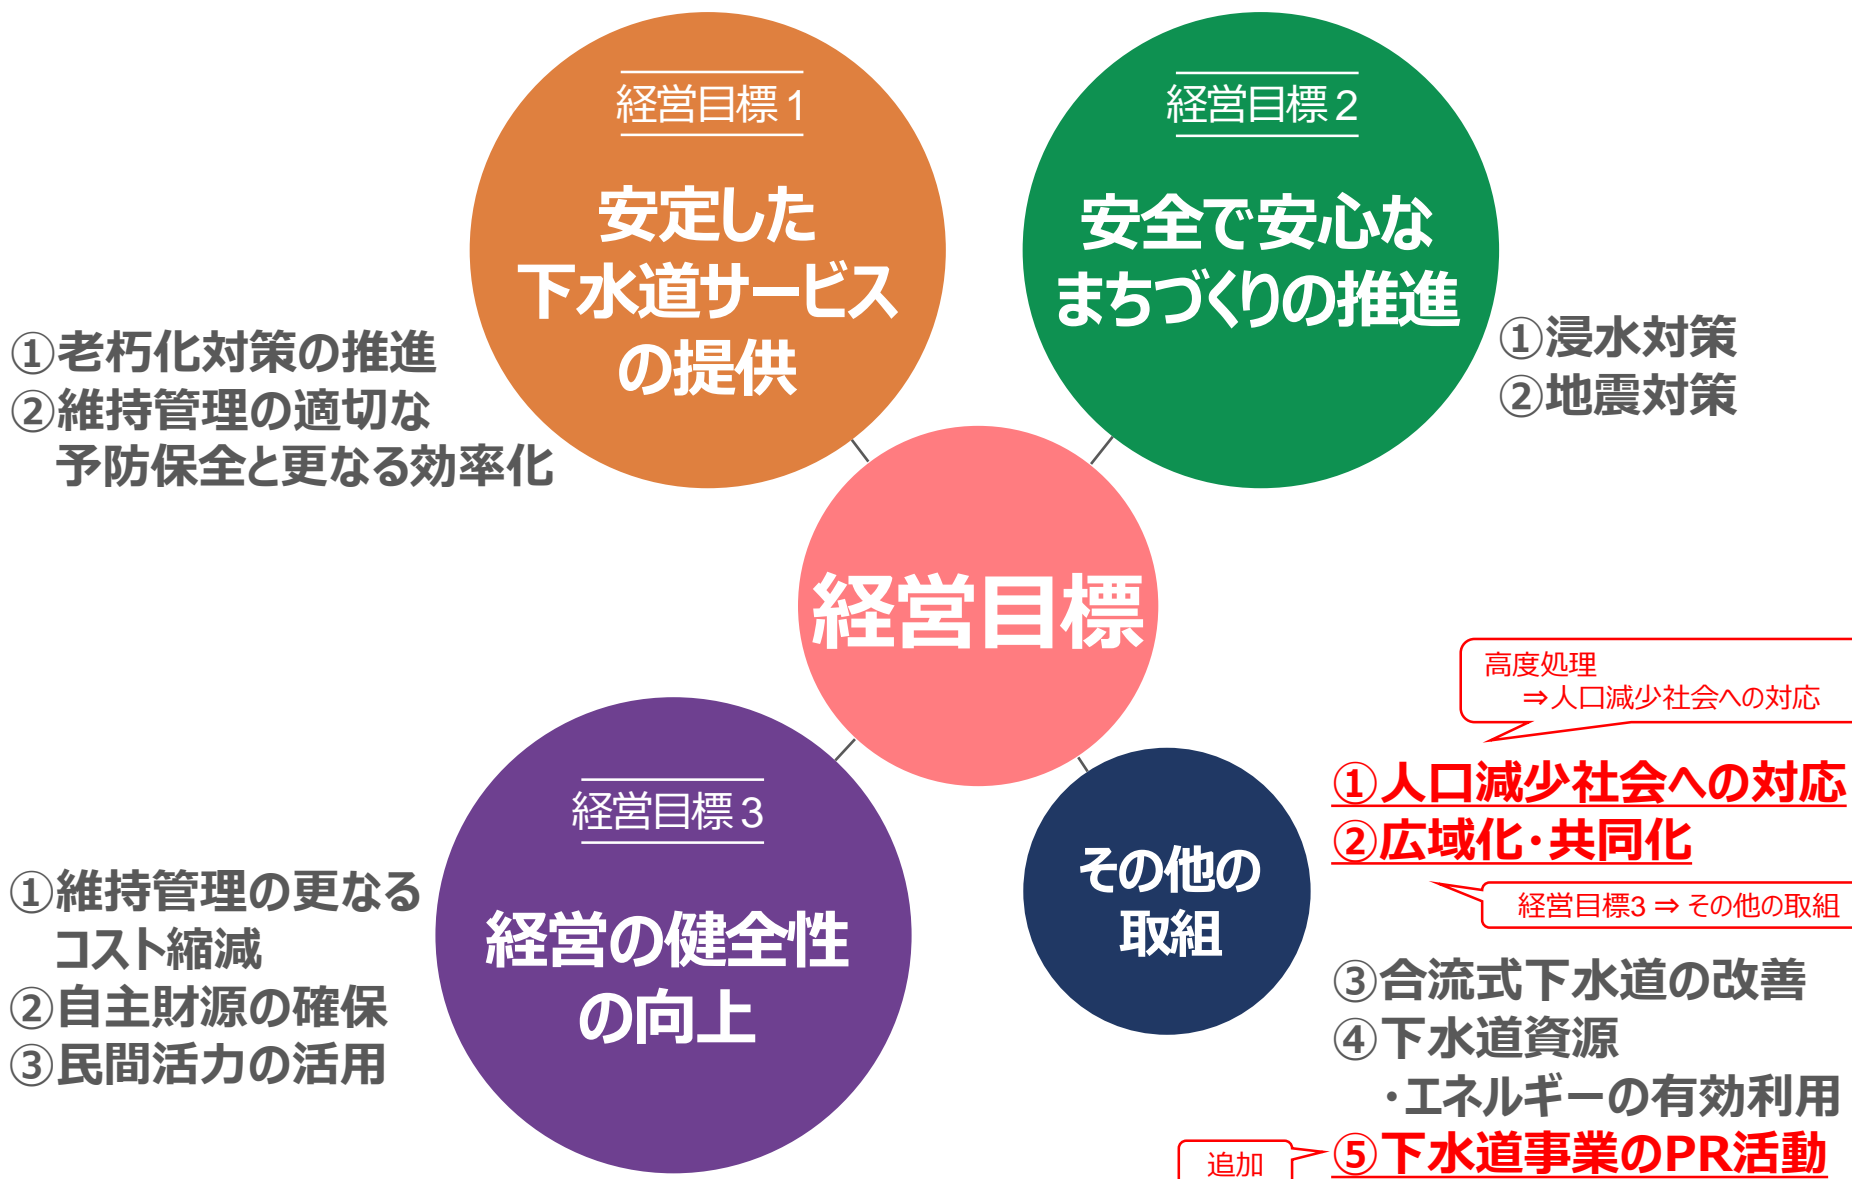 経営目標1
安定した
下水道サービス
の提供
①老朽化対策の推進
②維持管理の適切な
予防保全と更なる効率化
経営目標2
安全で安心な
まちづくりの推進
①浸水対策
②地震対策
経営目標
経営目標3
経営の健全性
の向上
①維持管理の更なる
コスト縮減
②自主財源の確保
③民間活力の活用
その他の
取組
高度処理
⇒人口減少社会への対応
①人口減少社会への対応
②広域化・共同化
経営目標3 ⇒ その他の取組
③合流式下水道の改善
④下水道資源
・エネルギーの有効利用
追加
⑤下水道事業のPR活動